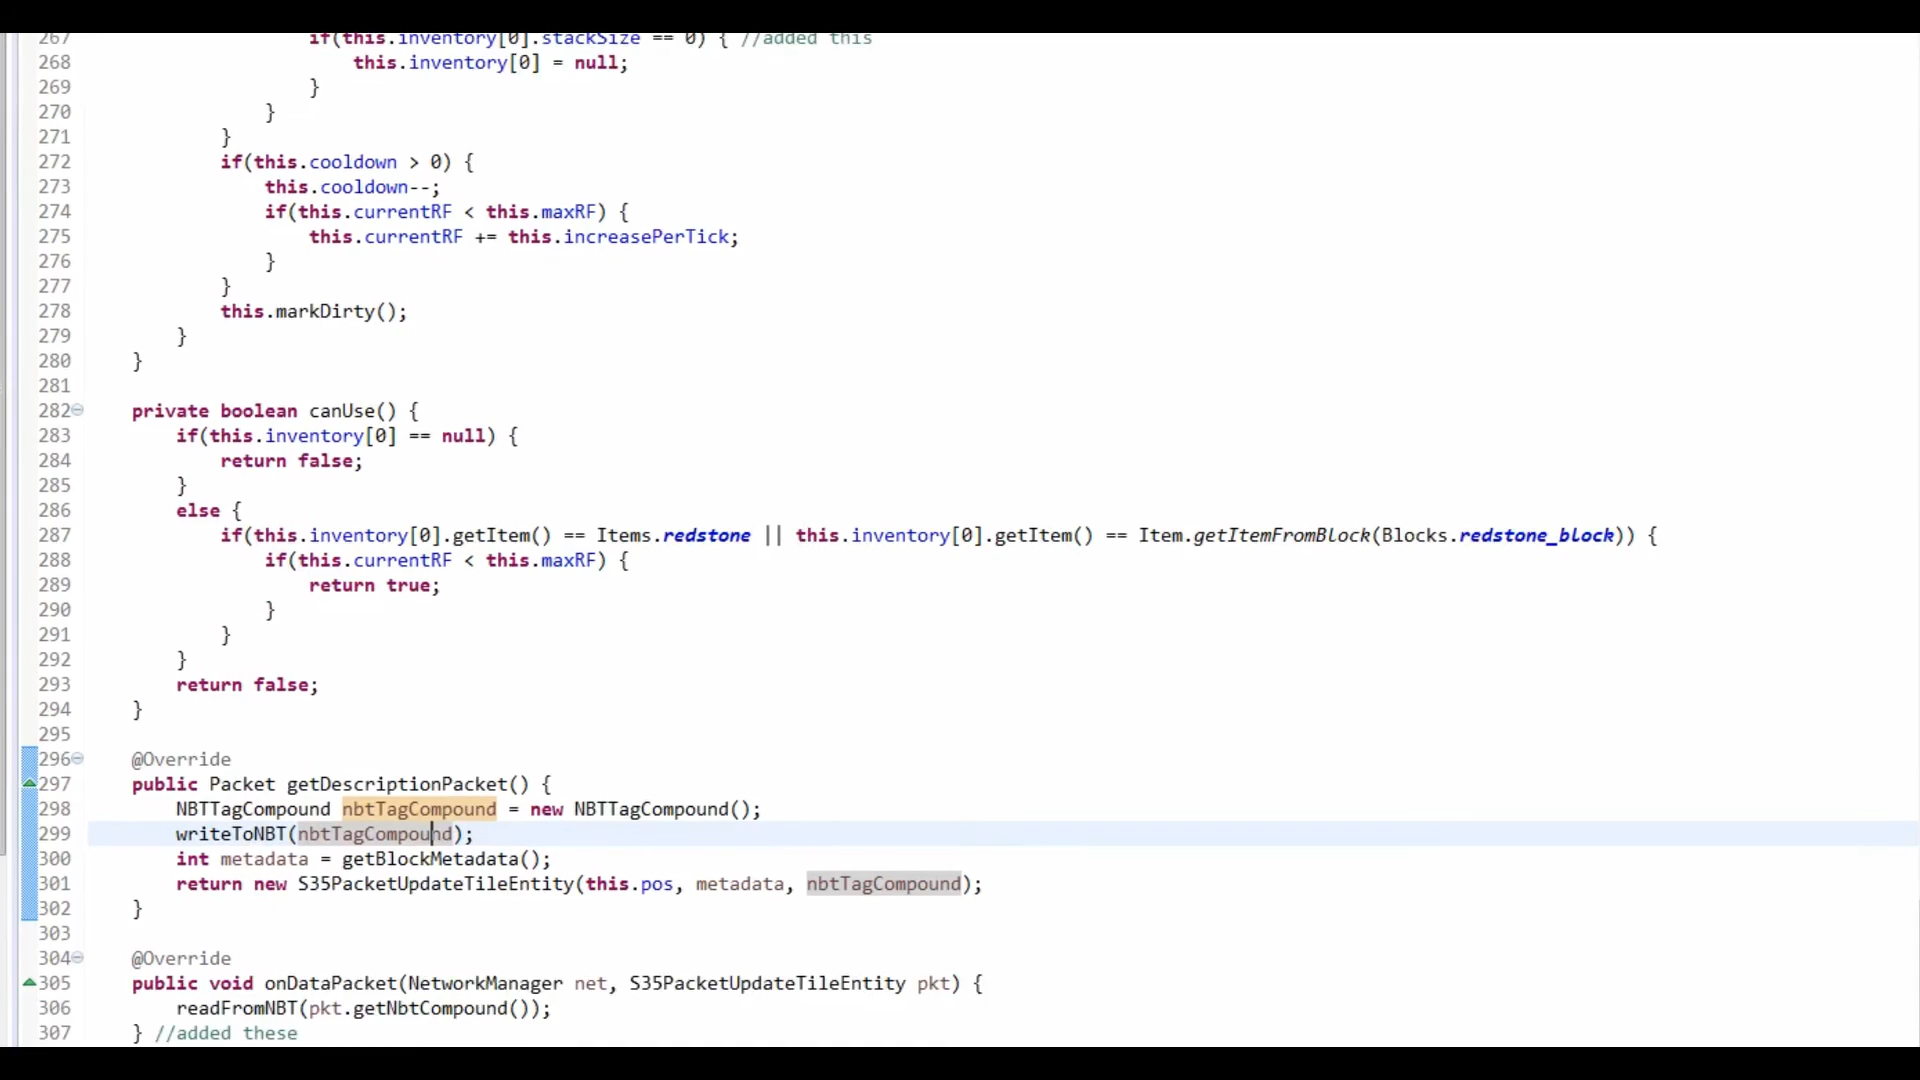 267 if(this.inventory[0].stackSize == 0) { //added this
268 this.inventory[0] = null;
269 }
270 }
271 }
272 if(this.cooldown > 0) {
273 this.cooldown--;
274 if(this.currentRF < this.maxRF) {
275 this.currentRF += this.increasePerTick;
276 }
277 }
278 this.markDirty();
279 }
280 }
281
282 private boolean canUse() {
283 if(this.inventory[0] == null) {
284 return false;
285 }
286 else {
287 if(this.inventory[0].getItem() == Items.redstone || this.inventory[0].getItem() == Item.getItemFromBlock(Blocks.redstone_block)) {
288 if(this.currentRF < this.maxRF) {
289 return true;
290 }
291 }
292 }
293 return false;
294 }
295
296 @Override
297 public Packet getDescriptionPacket() {
298 NBTTagCompound nbtTagCompound = new NBTTagCompound();
299 writeToNBT(nbtTagCompound);
300 int metadata = getBlockMetadata();
301 return new S35PacketUpdateTileEntity(this.pos, metadata, nbtTagCompound);
302 }
303
304 @Override
305 public void onDataPacket(NetworkManager net, S35PacketUpdateTileEntity pkt) {
306 readFromNBT(pkt.getNbtCompound());
307 } //added these